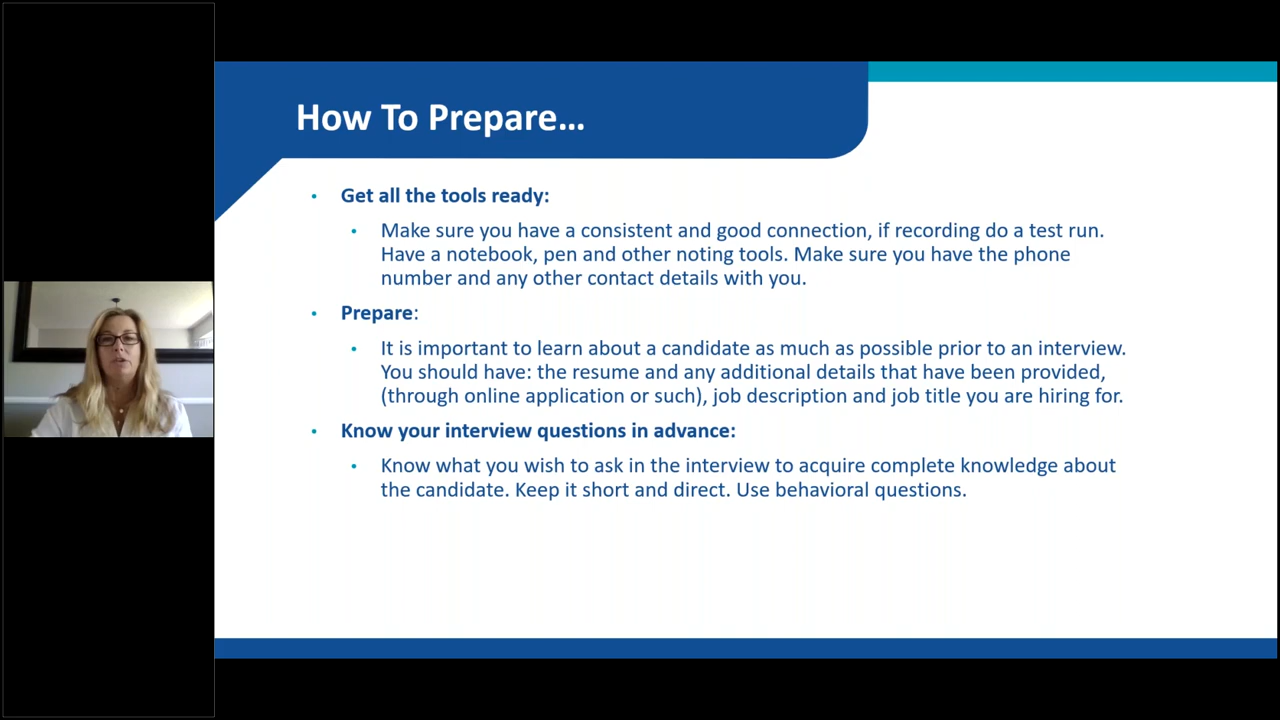 How To Prepare...
• Get all the tools ready:
• Make sure you have a consistent and good connection, if recording do a test run.
Have a notebook, pen and other noting tools. Make sure you have the phone
number and any other contact details with you.
• Prepare:
• It is important to learn about a candidate as much as possible prior to an interview.
You should have: the resume and any additional details that have been provided,
(through online application or such), job description and job title you are hiring for.
• Know your interview questions in advance:
• Know what you wish to ask in the interview to acquire complete knowledge about
the candidate. Keep it short and direct. Use behavioral questions.